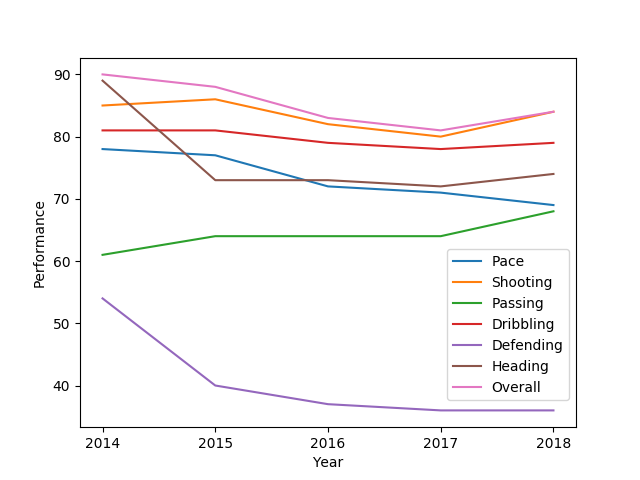 90
80
70
60
50
40
Performance
2014 2015 2016 2017 2018
Year
Pace
Shooting
Passing
Dribbling
Defending
Heading
Overall